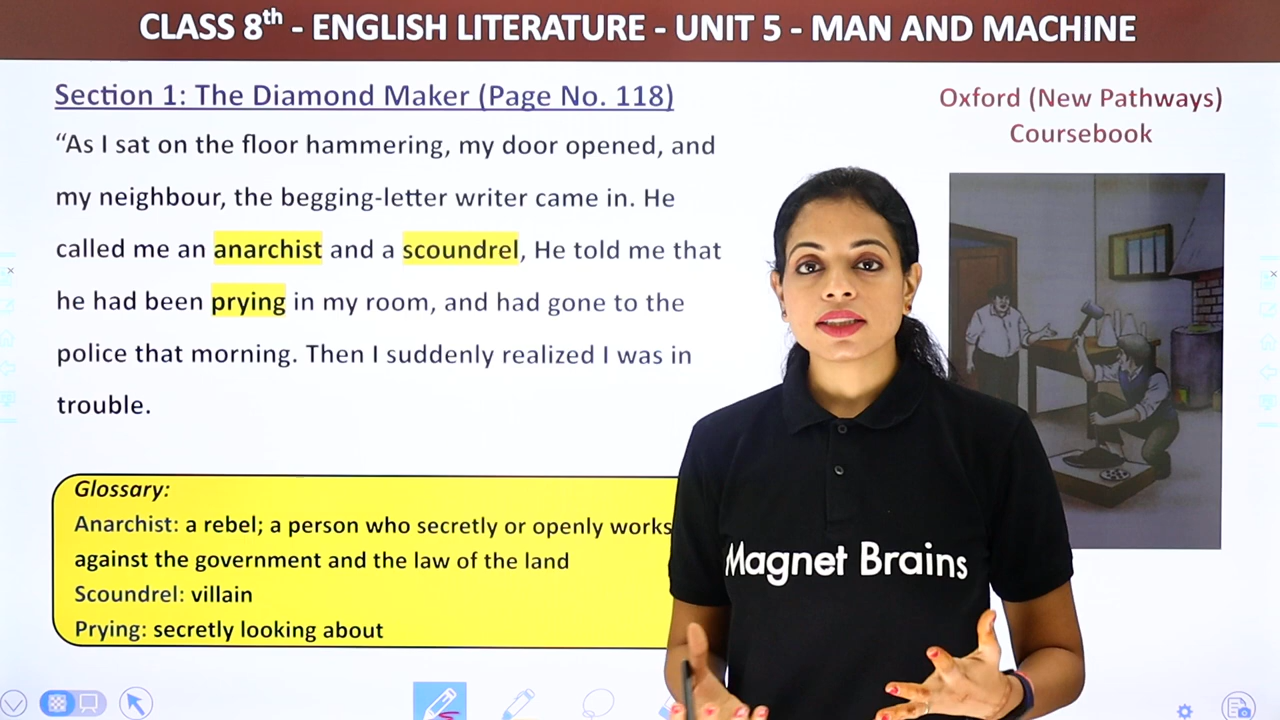 CLASS 8th - ENGLISH LITERATURE - UNIT 5 - MAN AND MACHINE
Section 1: The Diamond Maker (Page No. 118)
Oxford (New Pathways)
Coursebook
“As I sat on the floor hammering, my door opened, and
my neighbour, the begging-letter writer came in. He
called me an anarchist and a scoundrel, He told me that
he had been prying in my room, and had gone to the
police that morning. Then I suddenly realized I was in
trouble.
Glossary:
Anarchist: a rebel; a person who secretly or openly works
against the government and the law of the land
Scoundrel: villain
Prying: secretly looking about
Magnet Brains